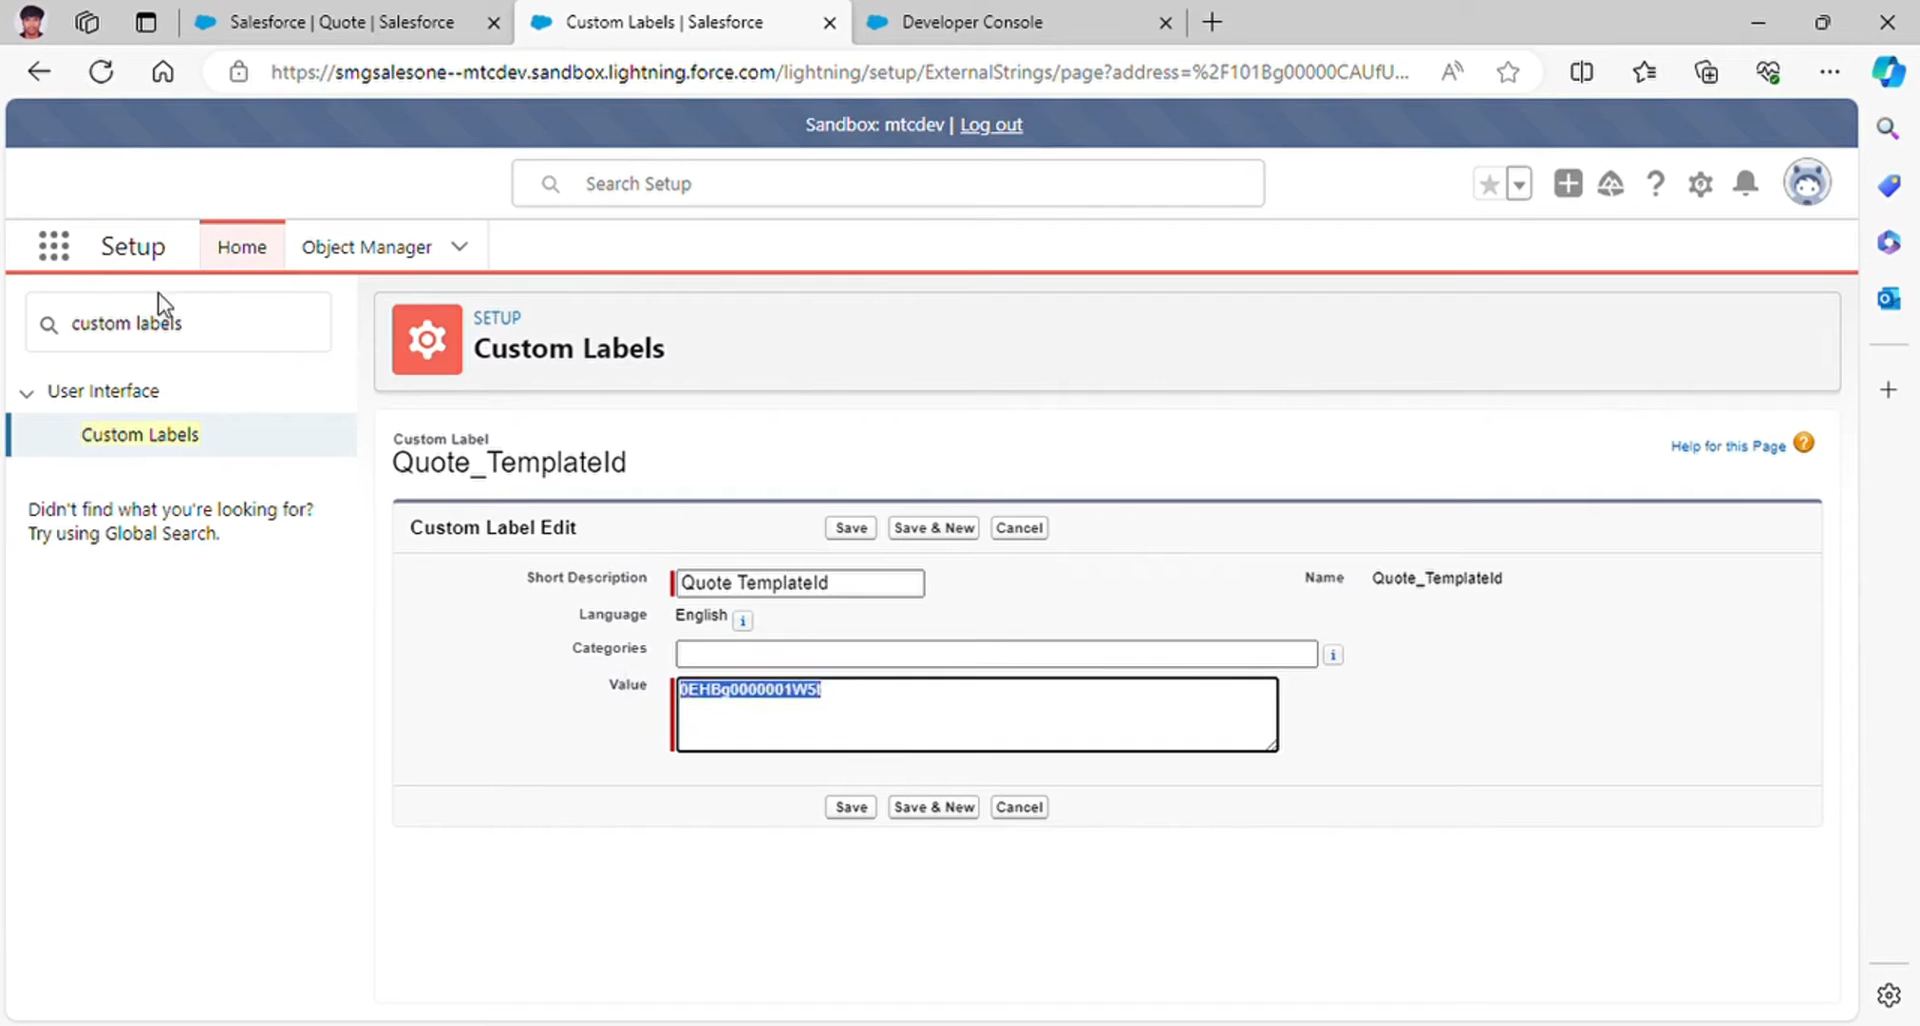 Salesforce | Quote | Salesforce
Custom Labels | Salesforce
Developer Console
https://smgsalesone--mtcdev.sandbox.lightning.force.com/lightning/setup/ExternalStrings/page?address=%2F101Bg00000CAUfU...
Sandbox: mtcdev | Log out
Search Setup
Setup
Home
Object Manager
custom labels
User Interface
Custom Labels
Didn't find what you're looking for?
Try using Global Search.
SETUP
Custom Labels
Custom Label
Quote_TemplateId
Help for this Page
Custom Label Edit
Save
Save & New
Cancel
Short Description
Quote TemplateId
Name
Quote_TemplateId
Language
English
Categories
Value
Save
Save & New
Cancel